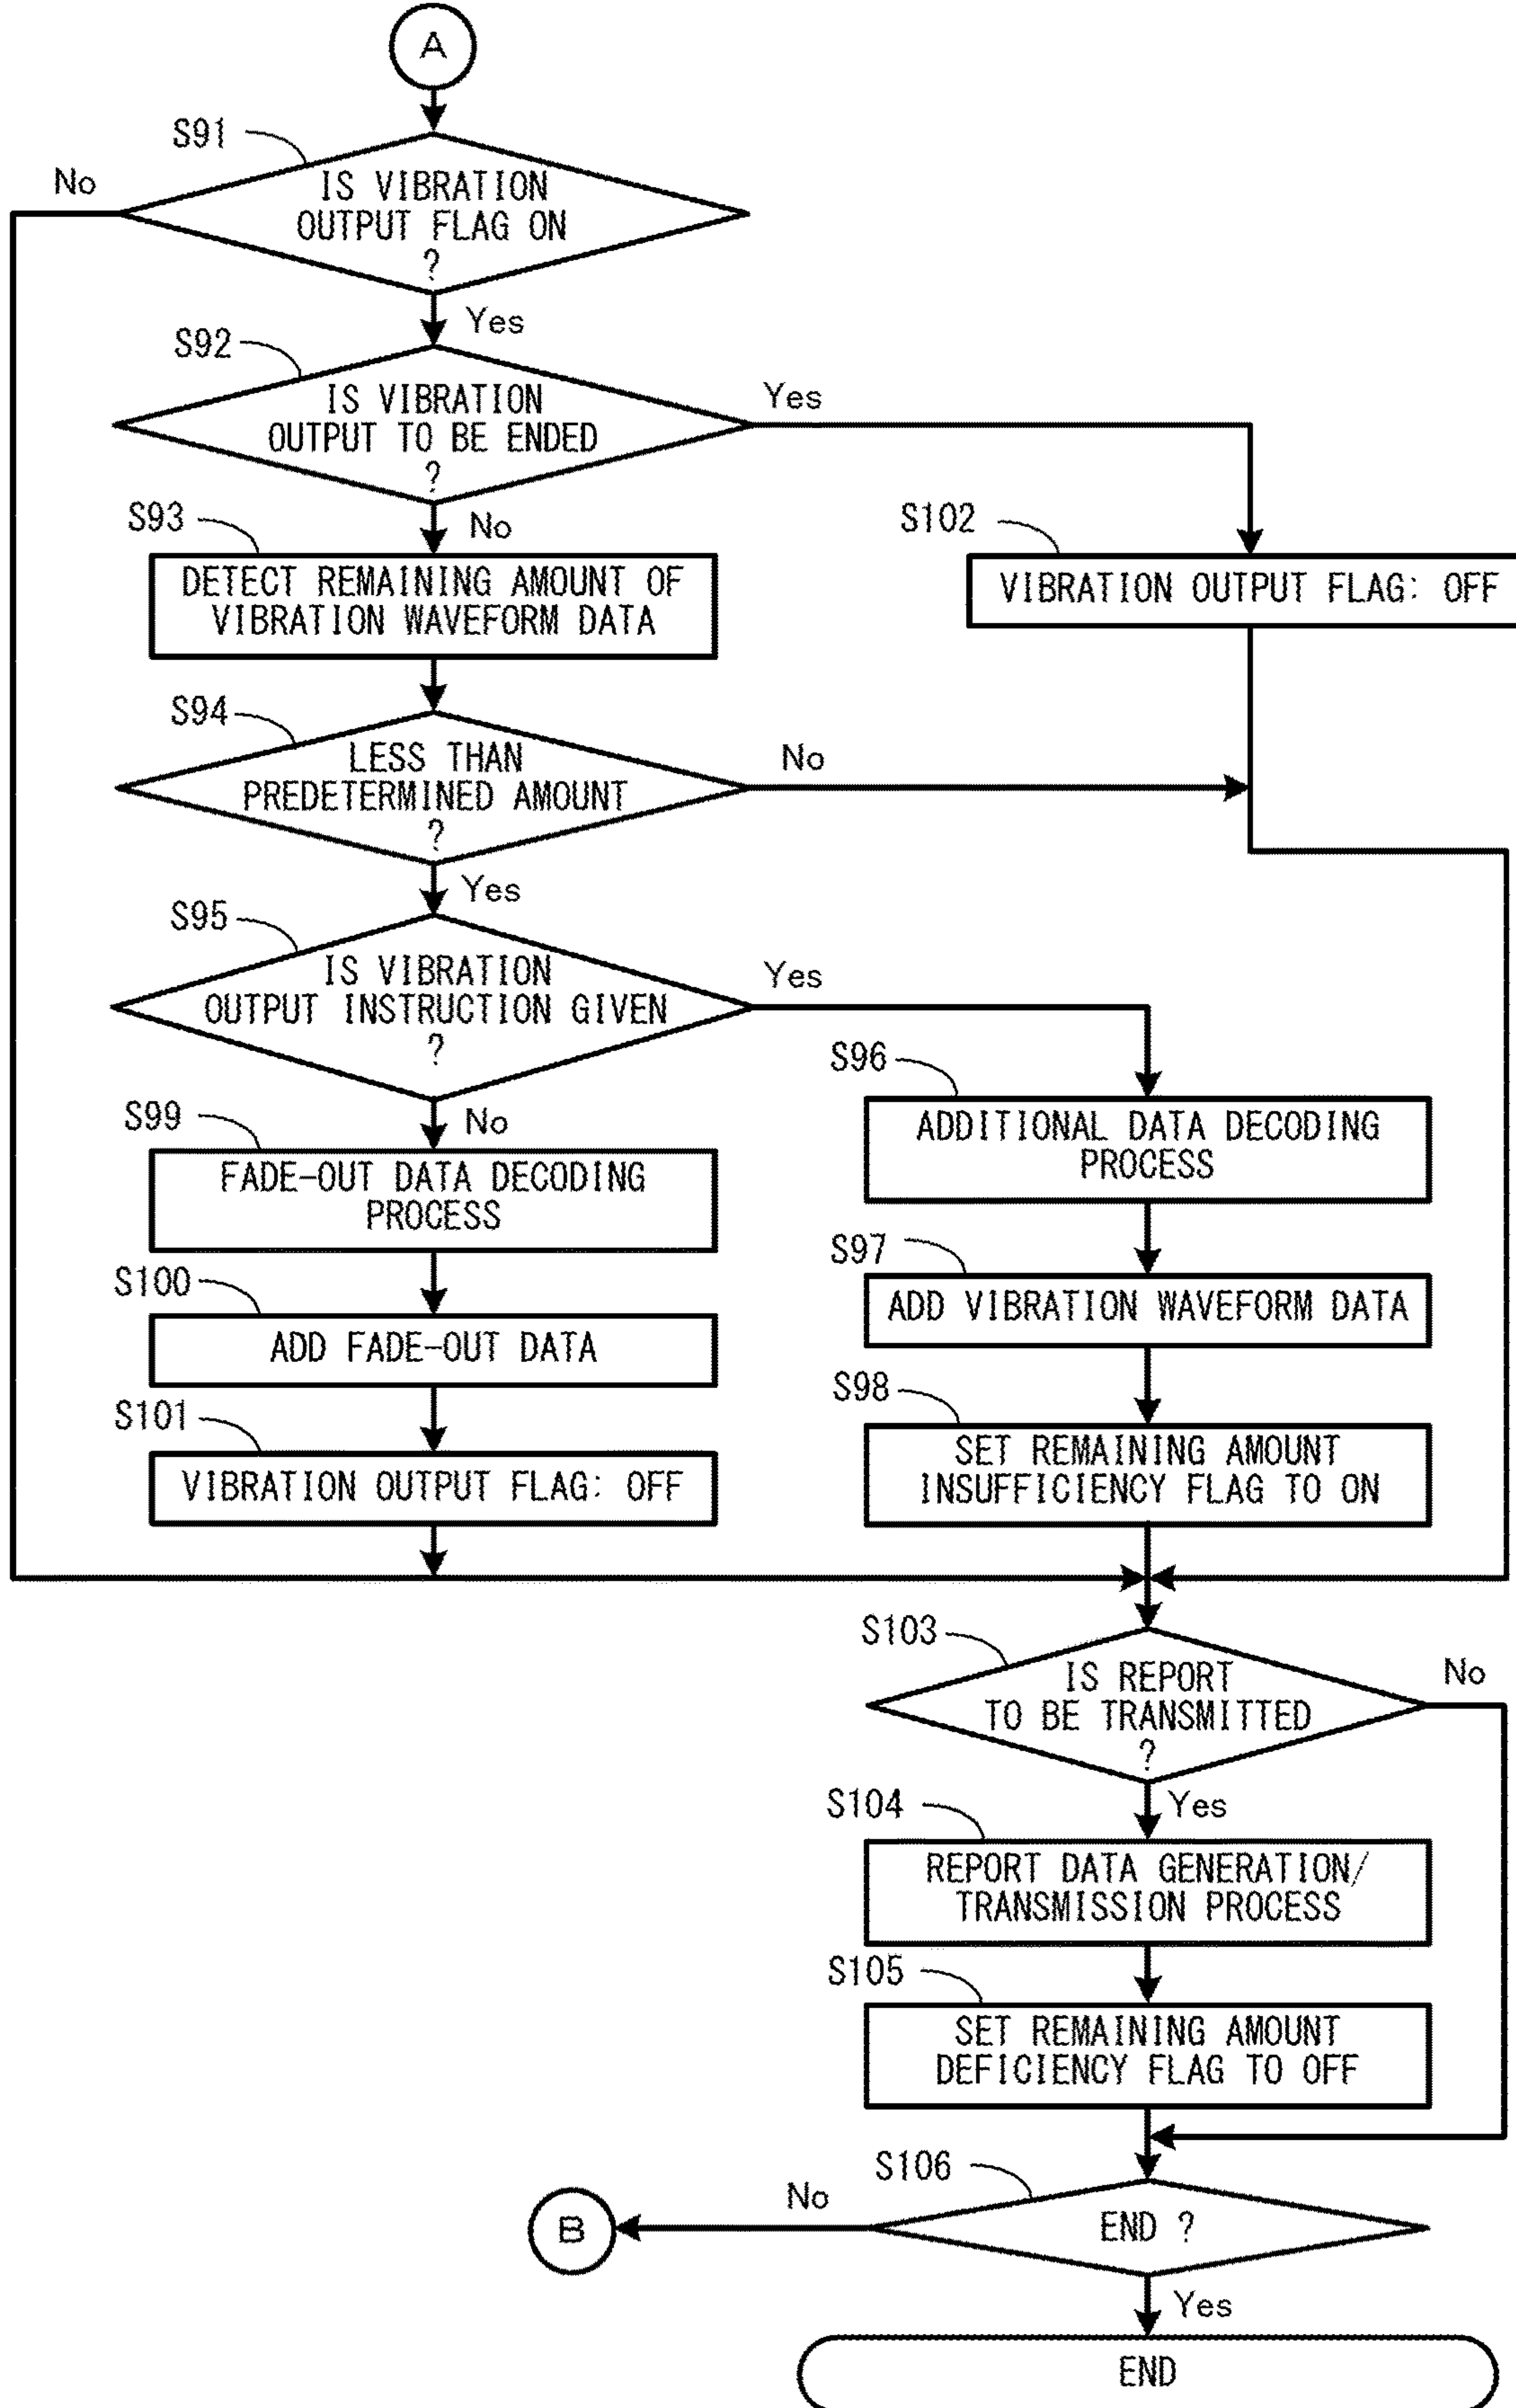 A
S91
No
IS VIBRATION
OUTPUT FLAG ON
?
Yes
S92
IS VIBRATION
OUTPUT TO BE ENDED
?
Yes
No
S93
DETECT REMAINING AMOUNT OF
VIBRATION WAVEFORM DATA
S102
VIBRATION OUTPUT FLAG: OFF
S94
LESS THAN
PREDETERMINED AMOUNT
?
No
Yes
S95
IS VIBRATION
OUTPUT INSTRUCTION GIVEN
?
Yes
No
S96
ADDITIONAL DATA DECODING
PROCESS
S99
FADE-OUT DATA DECODING
PROCESS
S97
ADD VIBRATION WAVEFORM DATA
S100
ADD FADE-OUT DATA
S98
SET REMAINING AMOUNT
INSUFFICIENCY FLAG TO ON
S101
VIBRATION OUTPUT FLAG: OFF
S103
IS REPORT
TO BE TRANSMITTED
?
No
Yes
S104
REPORT DATA GENERATION/
TRANSMISSION PROCESS
S105
SET REMAINING AMOUNT
DEFICIENCY FLAG TO OFF
S106
END ?
No
B
Yes
END